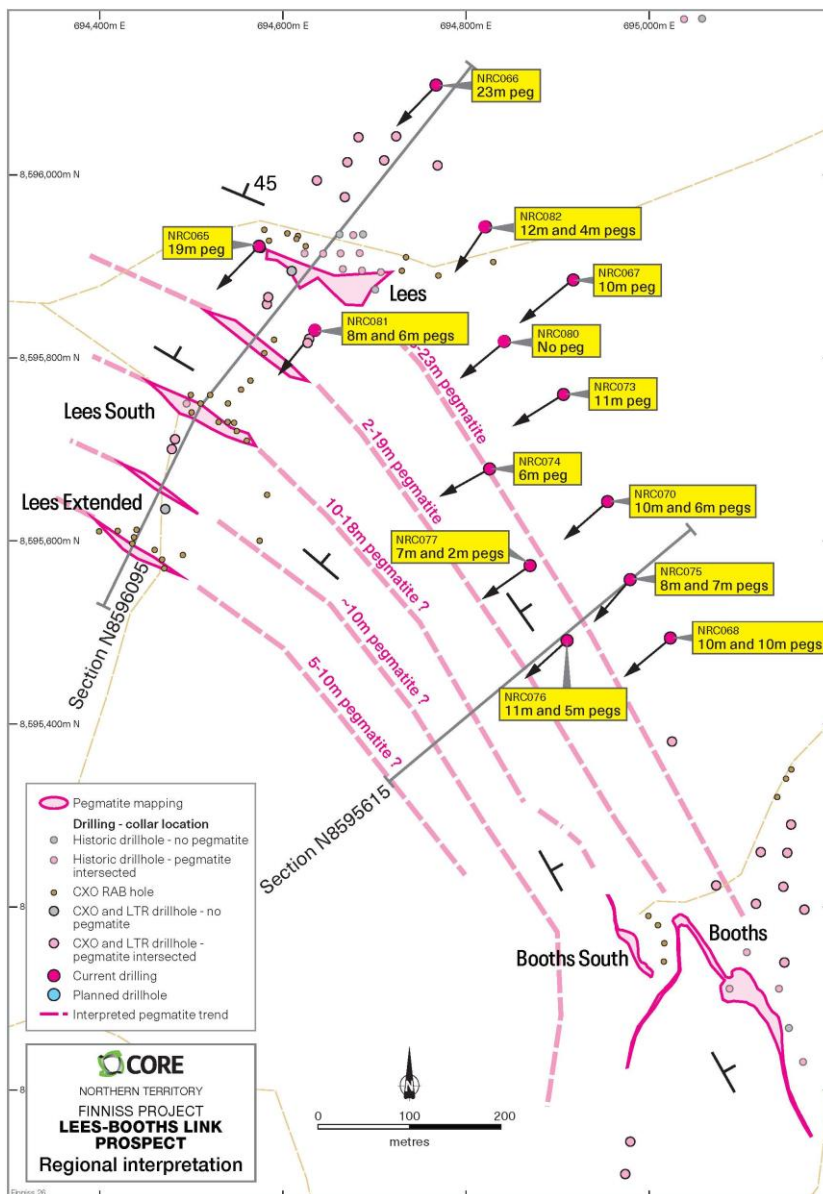 694,400m E
694,600m E
694,800m E
695,000m E
8,596,000m N
8,595,800m N
8,595,600m N
8,595,400m N
8
8
45
NRC066
23m peg
NRC082
12m and 4m pegs
NRC065
19m peg
NRC067
10m peg
NRC081
8m and 6m pegs
NRC080
No peg
NRC073
11m peg
NRC074
6m peg
NRC070
10m and 6m pegs
NRC077
7m and 2m pegs
NRC075
8m and 7m pegs
NRC068
10m and 10m pegs
NRC076
11m and 5m pegs
Lees
Lees South
Lees Extended
Booths South
Booths
-23m pegmatite
2-19m pegmatite
10-18m pegmatite ?
~10m pegmatite ?
5-10m pegmatite ?
Section N8596095
Section N8595615
Pegmatite mapping
Drilling - collar location
Historic drillhole - no pegmatite
Historic drillhole - pegmatite
intersected
CXO RAB hole
CXO and LTR drillhole - no
pegmatite
CXO and LTR drillhole -
pegmatite intersected
Current drilling
Planned drillhole
Interpreted pegmatite trend
CORE
NORTHERN TERRITORY
FINNISS PROJECT
LEES-BOOTHS LINK
PROSPECT
Regional interpretation
N
0 100 200
metres
Finniss 26